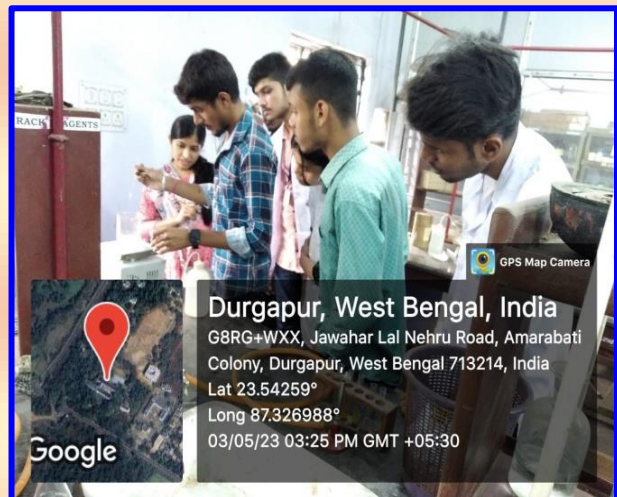 RACK
AGENTS
GPS Map Camera
Durgapur, West Bengal, India
G8RG+WXX, Jawahar Lal Nehru Road, Amarabati
Colony, Durgapur, West Bengal 713214, India
Lat 23.54259°
Long 87.326988°
03/05/23 03:25 PM GMT +05:30
Google